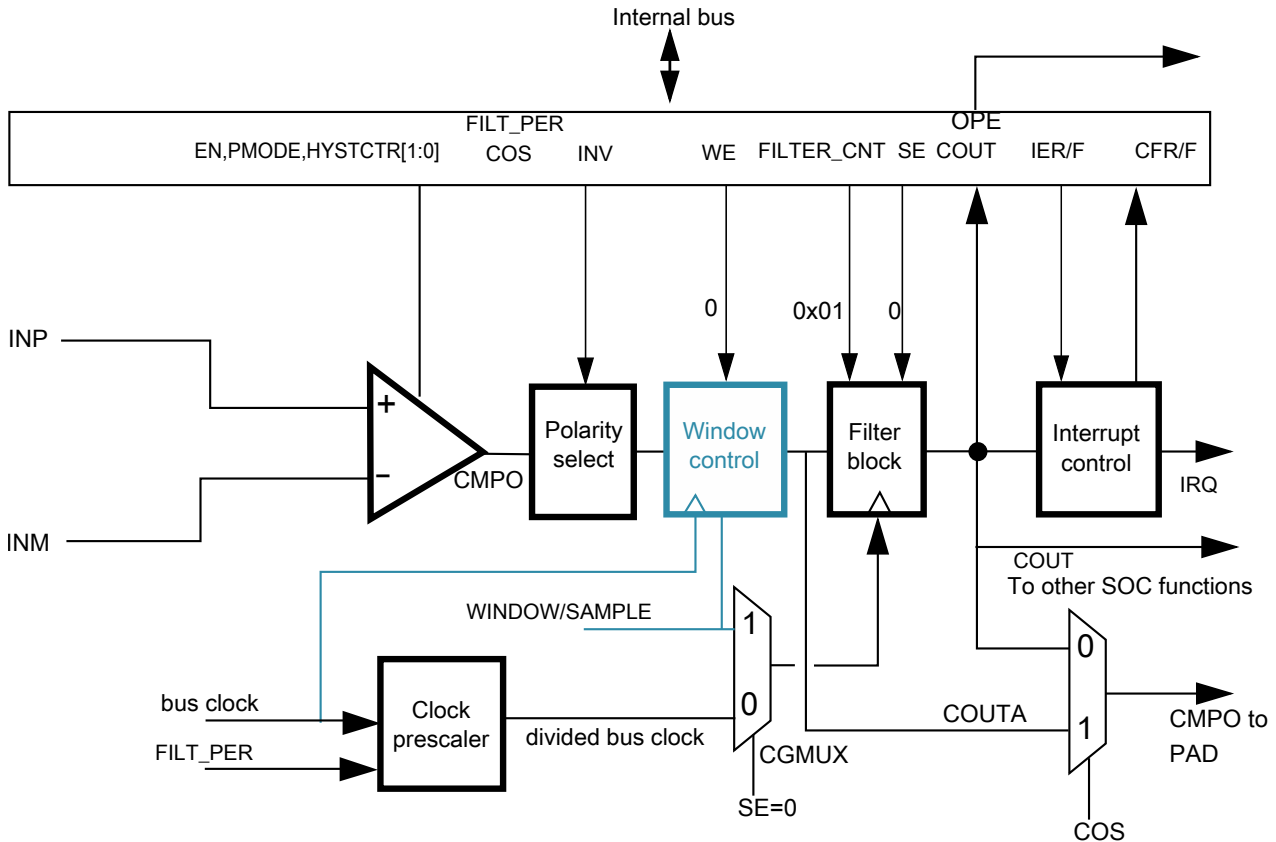 Internal bus
FILT_PER
OPE
EN,PMODE,HYSTCTR[1:0]
COS
INV
WE
FILTER_CNT
SE
COUT
IER/F
CFR/F
0
0x01
0
INP
+
Polarity
select
Window
control
Filter
block
Interrupt
control
−
CMPO
IRQ
INM
COUT
To other SOC functions
WINDOW/SAMPLE
1
0
bus clock
Clock
prescaler
0
divided bus clock
COUTA
1
CMPO to
PAD
FILT_PER
CGMUX
SE=0
COS